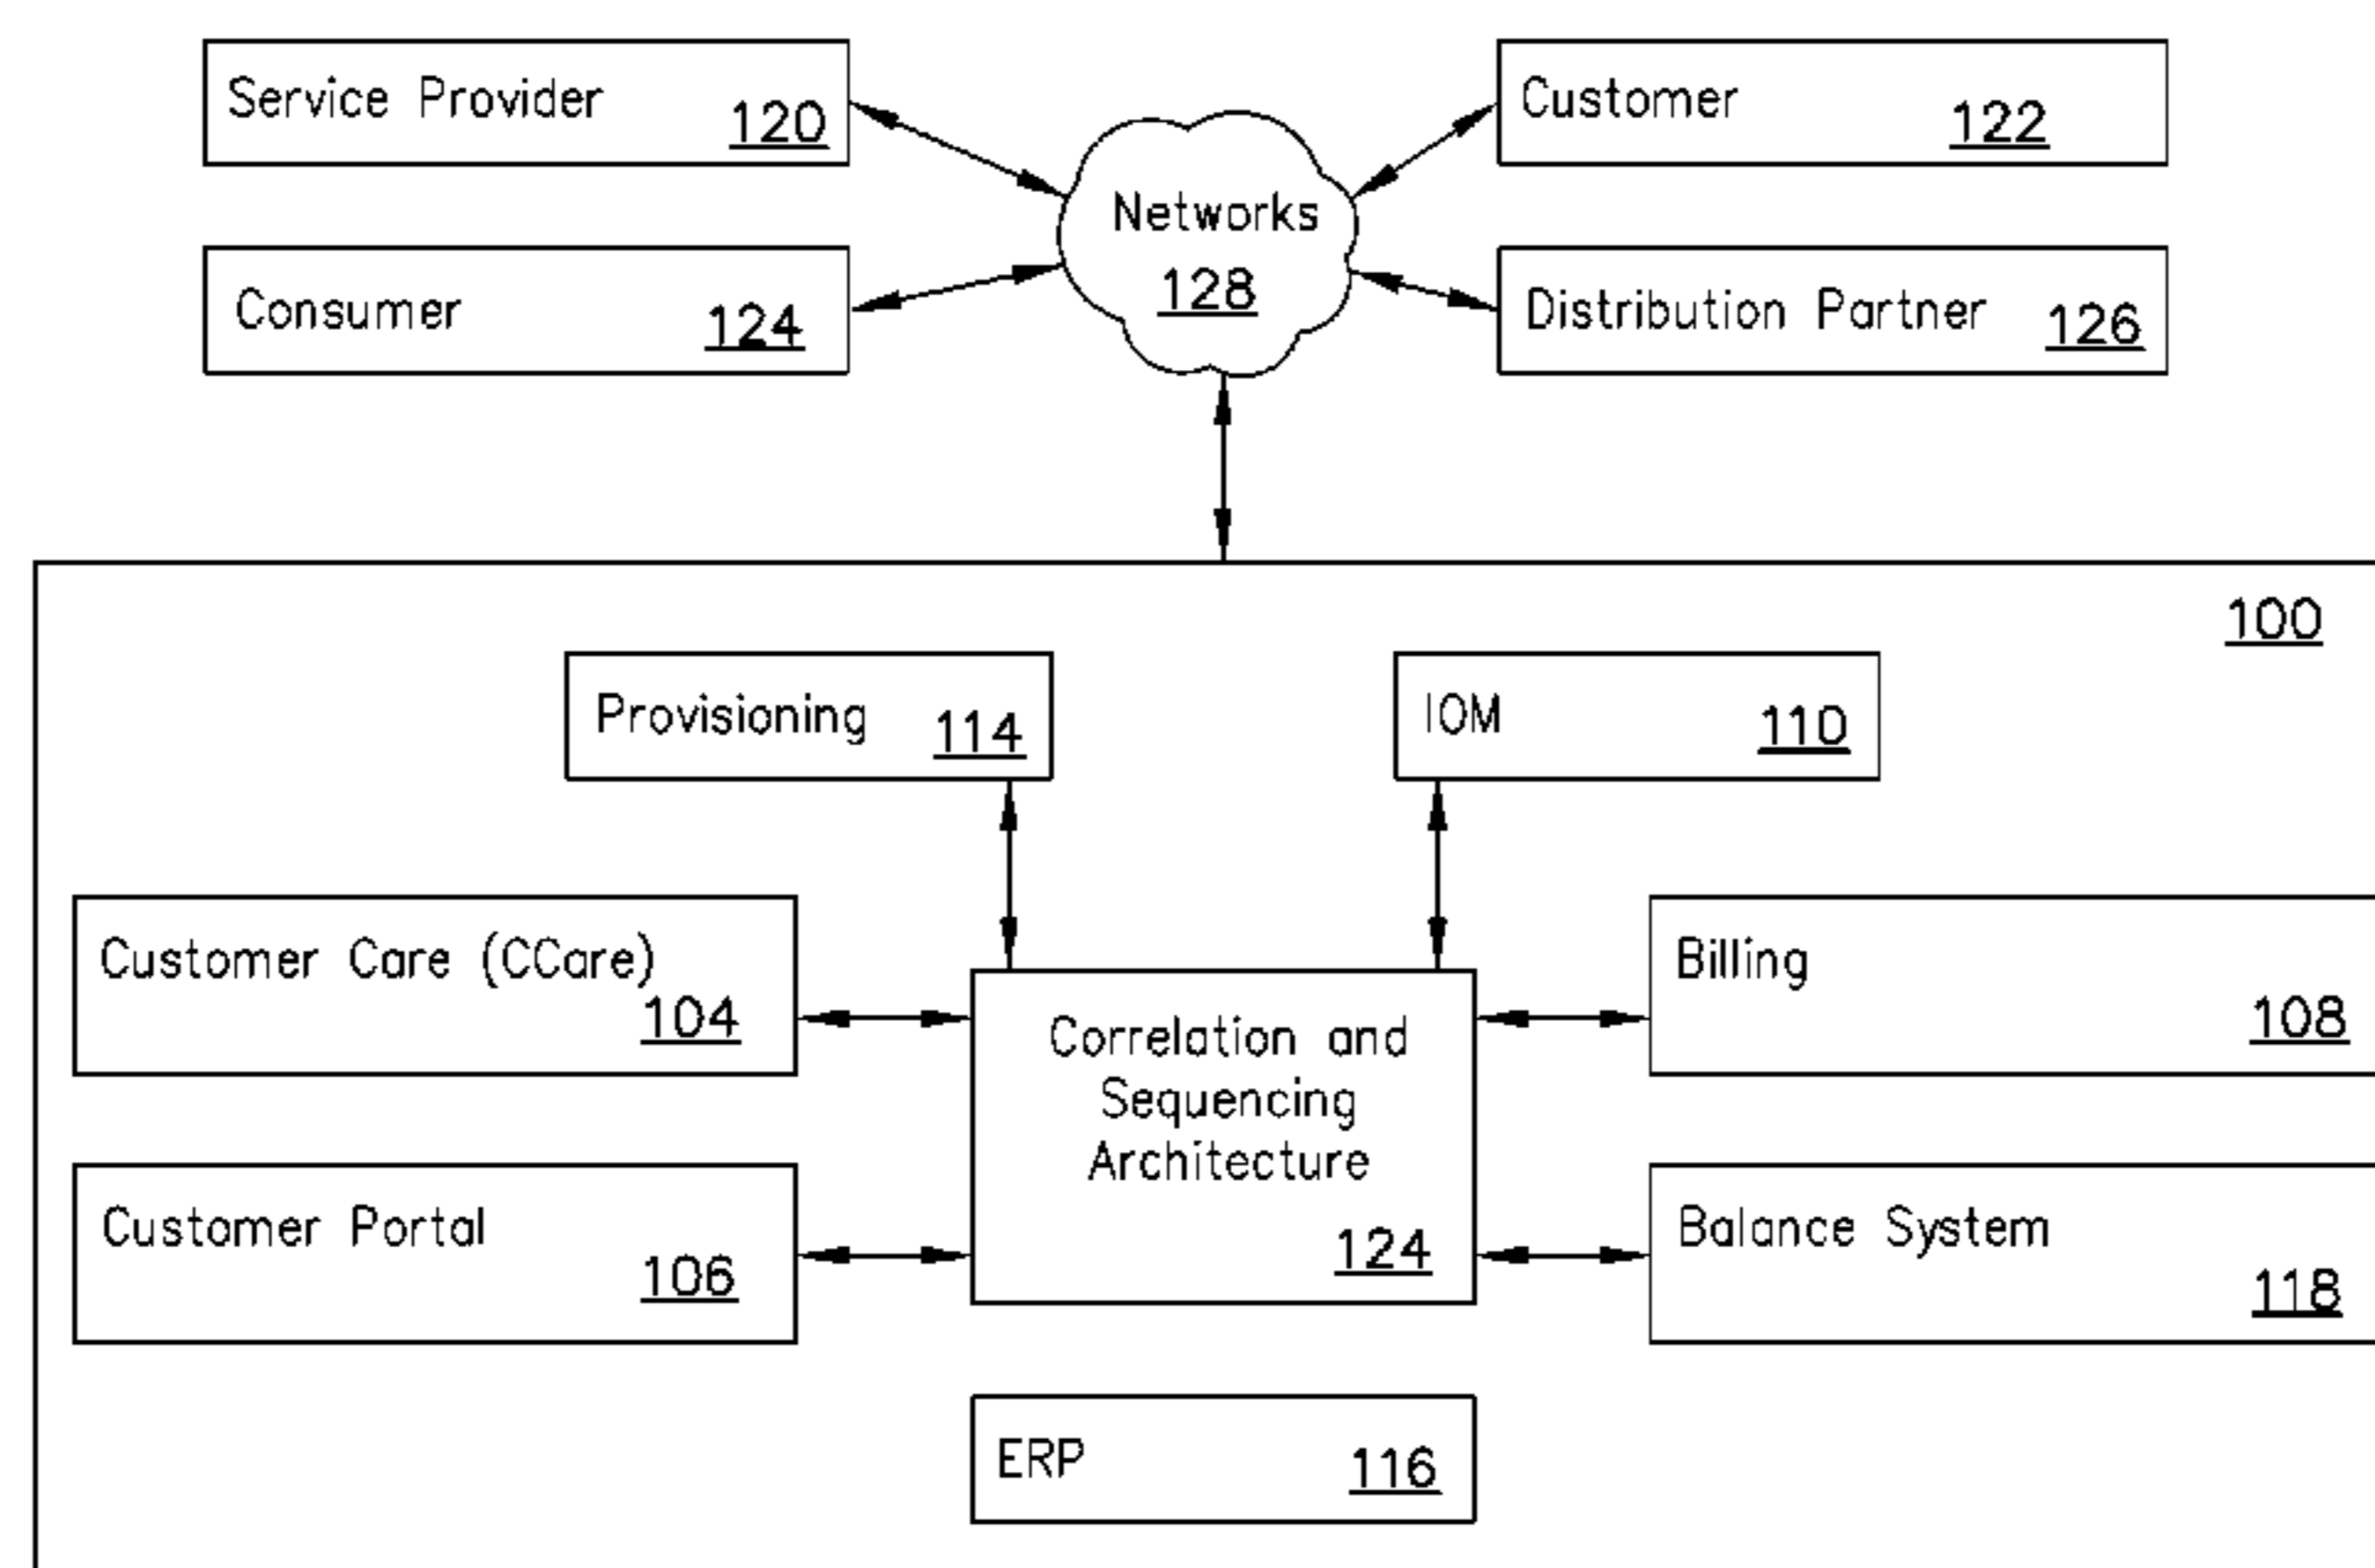 Service Provider 120
Customer 122
Networks
128
Consumer 124
Distribution Partner 126
100
Provisioning 114
IOM 110
Customer Care (CCare)
104
Billing
108
Correlation and
Sequencing
Architecture
124
Customer Portal
106
Balance System
118
ERP 116